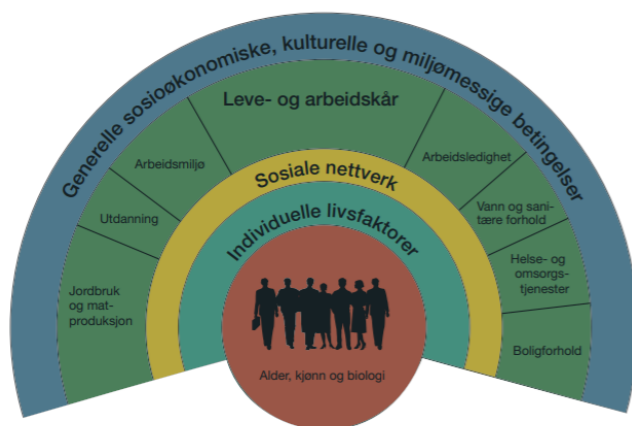 Generelle sosioøkonomiske, kulturelle og miljømessige betingelser
Leve- og arbeidskår
Arbeidsmiljø
Utdanning
Jordbruk
og mat-
produksjon
Arbeidsledighet
Vann og sani-
tære forhold
Helse- og
omsorgs-
tjenester
Boligforhold
Sosiale nettverk
Individuelle livsfaktorer
Alder, kjønn og biologi